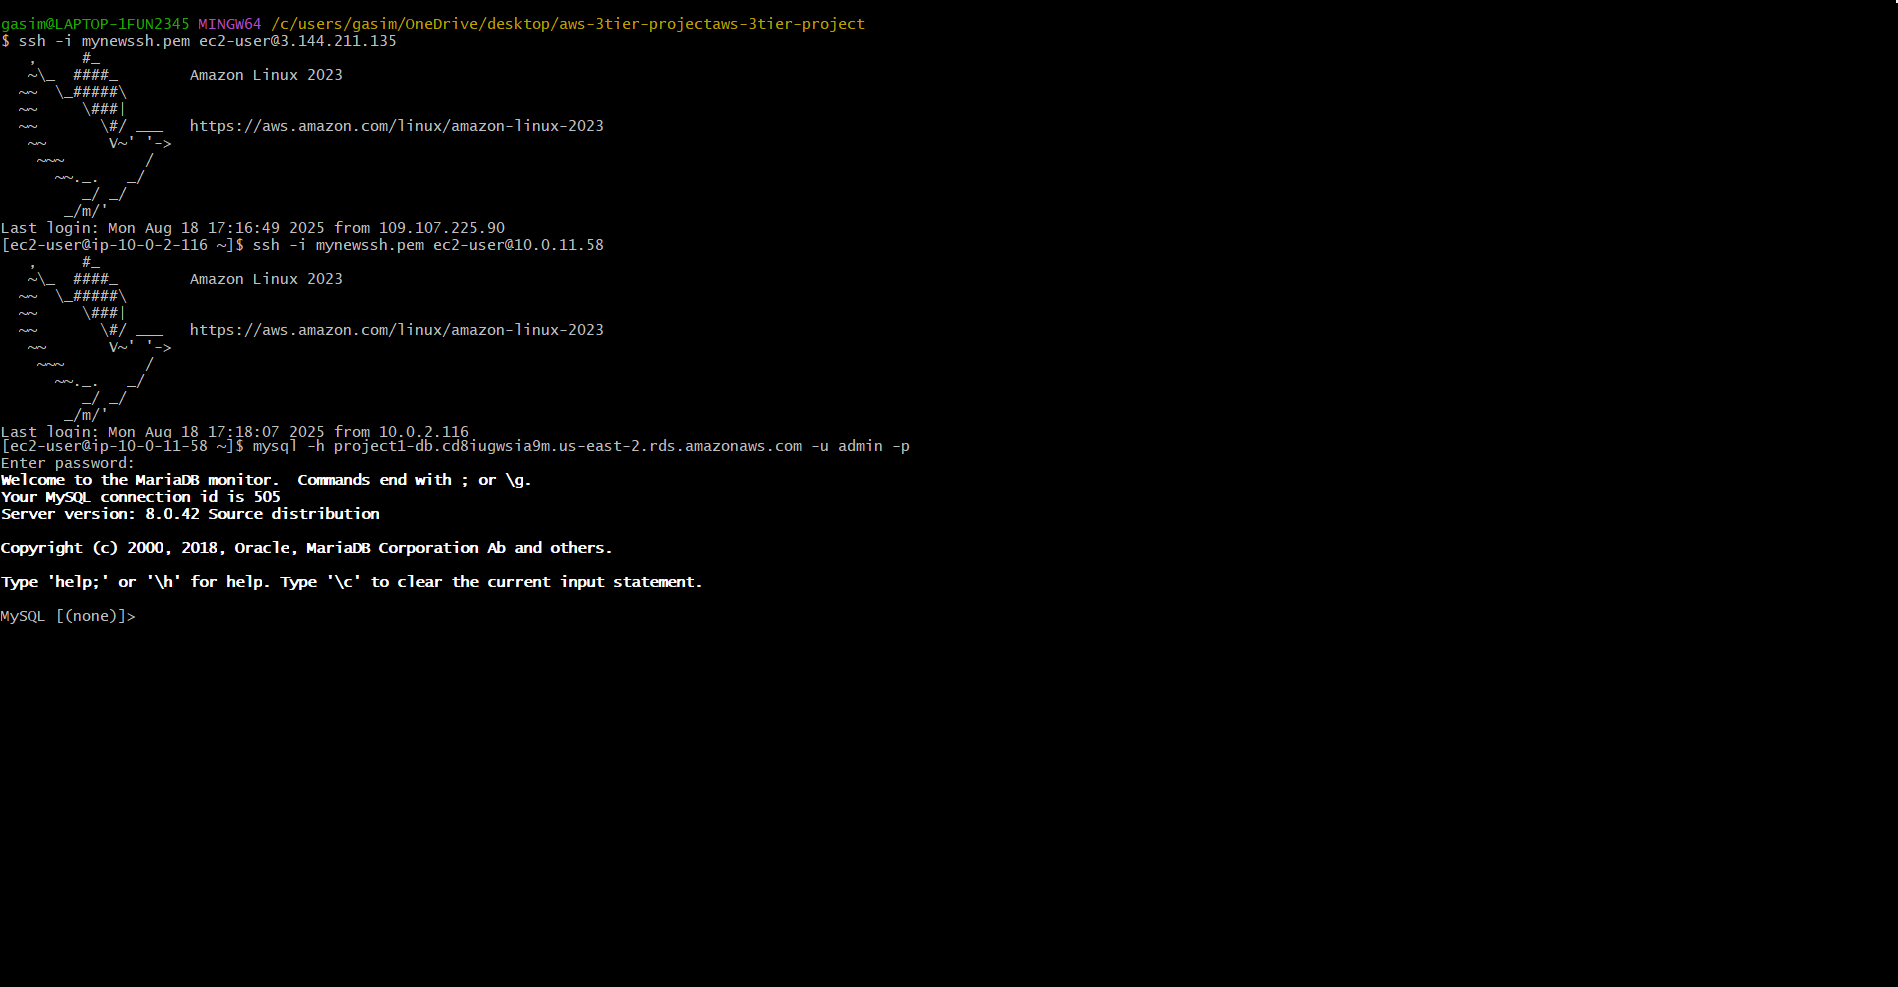 gasim@LAPTOP-1FUN2345 MINGW64 /c/users/gasim/OneDrive/desktop/aws-3tier-projectaws-3tier-project
$ ssh -i mynewssh.pem ec2-user@3.144.211.135
   ,     #_
   ~\_  ####_        Amazon Linux 2023
  ~~  \_#####\
  ~~     \###|
  ~~       \#/ ___   https://aws.amazon.com/linux/amazon-linux-2023
   ~~       V~' '->
    ~~~         /
      ~~._.   _/
         _/ _/
       _/m/'
Last login: Mon Aug 18 17:16:49 2025 from 109.107.225.90
[ec2-user@ip-10-0-2-116 ~]$ ssh -i mynewssh.pem ec2-user@10.0.11.58
   ,     #_
   ~\_  ####_        Amazon Linux 2023
  ~~  \_#####\
  ~~     \###|
  ~~       \#/ ___   https://aws.amazon.com/linux/amazon-linux-2023
   ~~       V~' '->
    ~~~         /
      ~~._.   _/
         _/ _/
       _/m/'
Last login: Mon Aug 18 17:18:07 2025 from 10.0.2.116
[ec2-user@ip-10-0-11-58 ~]$ mysql -h project1-db.cd8iugwsia9m.us-east-2.rds.amazonaws.com -u admin -p
Enter password:
Welcome to the MariaDB monitor.  Commands end with ; or \g.
Your MySQL connection id is 505
Server version: 8.0.42 Source distribution

Copyright (c) 2000, 2018, Oracle, MariaDB Corporation Ab and others.

Type 'help;' or '\h' for help. Type '\c' to clear the current input statement.

MySQL [(none)]>